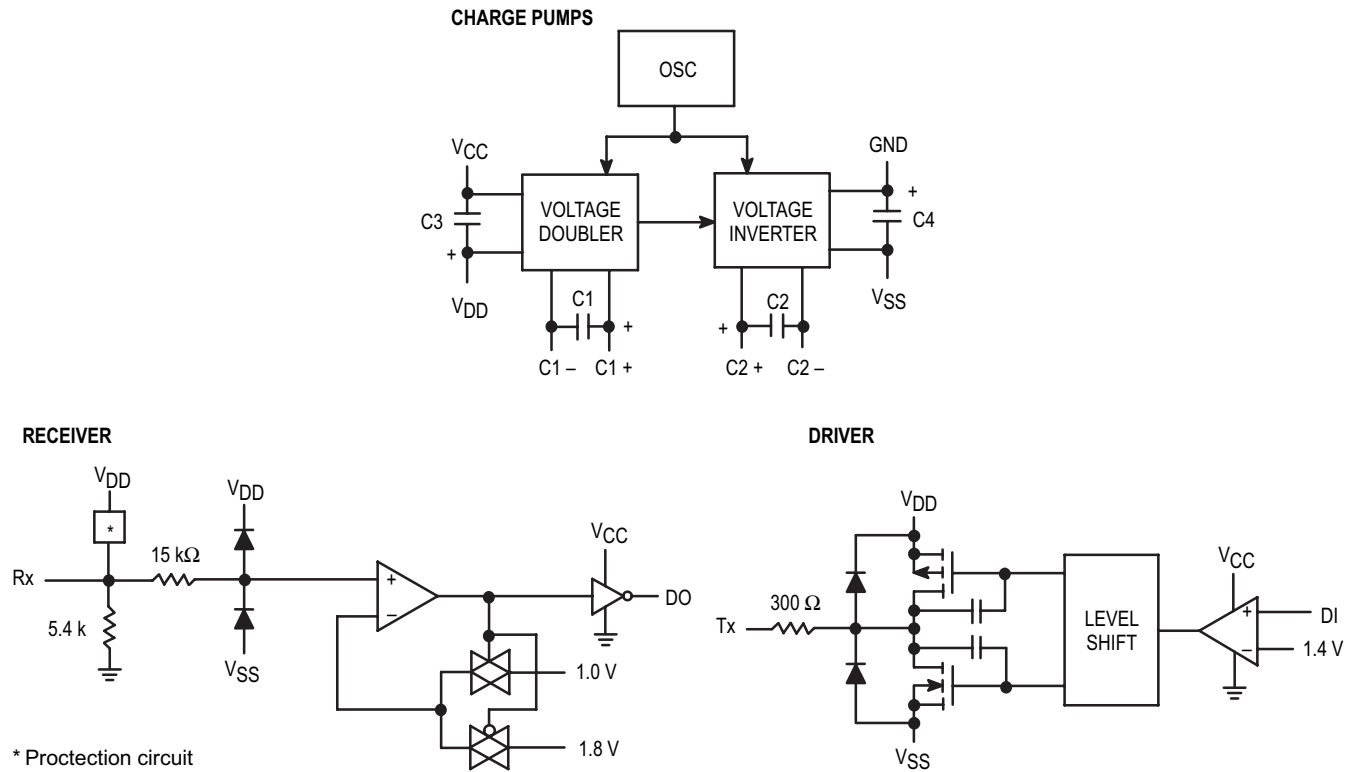 CHARGE PUMPS
OSC
VCC
GND
+
C3
VOLTAGE
DOUBLER
VOLTAGE
INVERTER
C4
+
VDD
VSS
C1
+
C2
+
C1 –
C1 +
C2 +
C2 –
RECEIVER
VDD
*
VDD
15 kΩ
Rx
5.4 k
VSS
+
–
VCC
DO
1.0 V
1.8 V
* Proctection circuit
DRIVER
VDD
300 Ω
Tx
VSS
LEVEL
SHIFT
VCC
+
–
DI
1.4 V